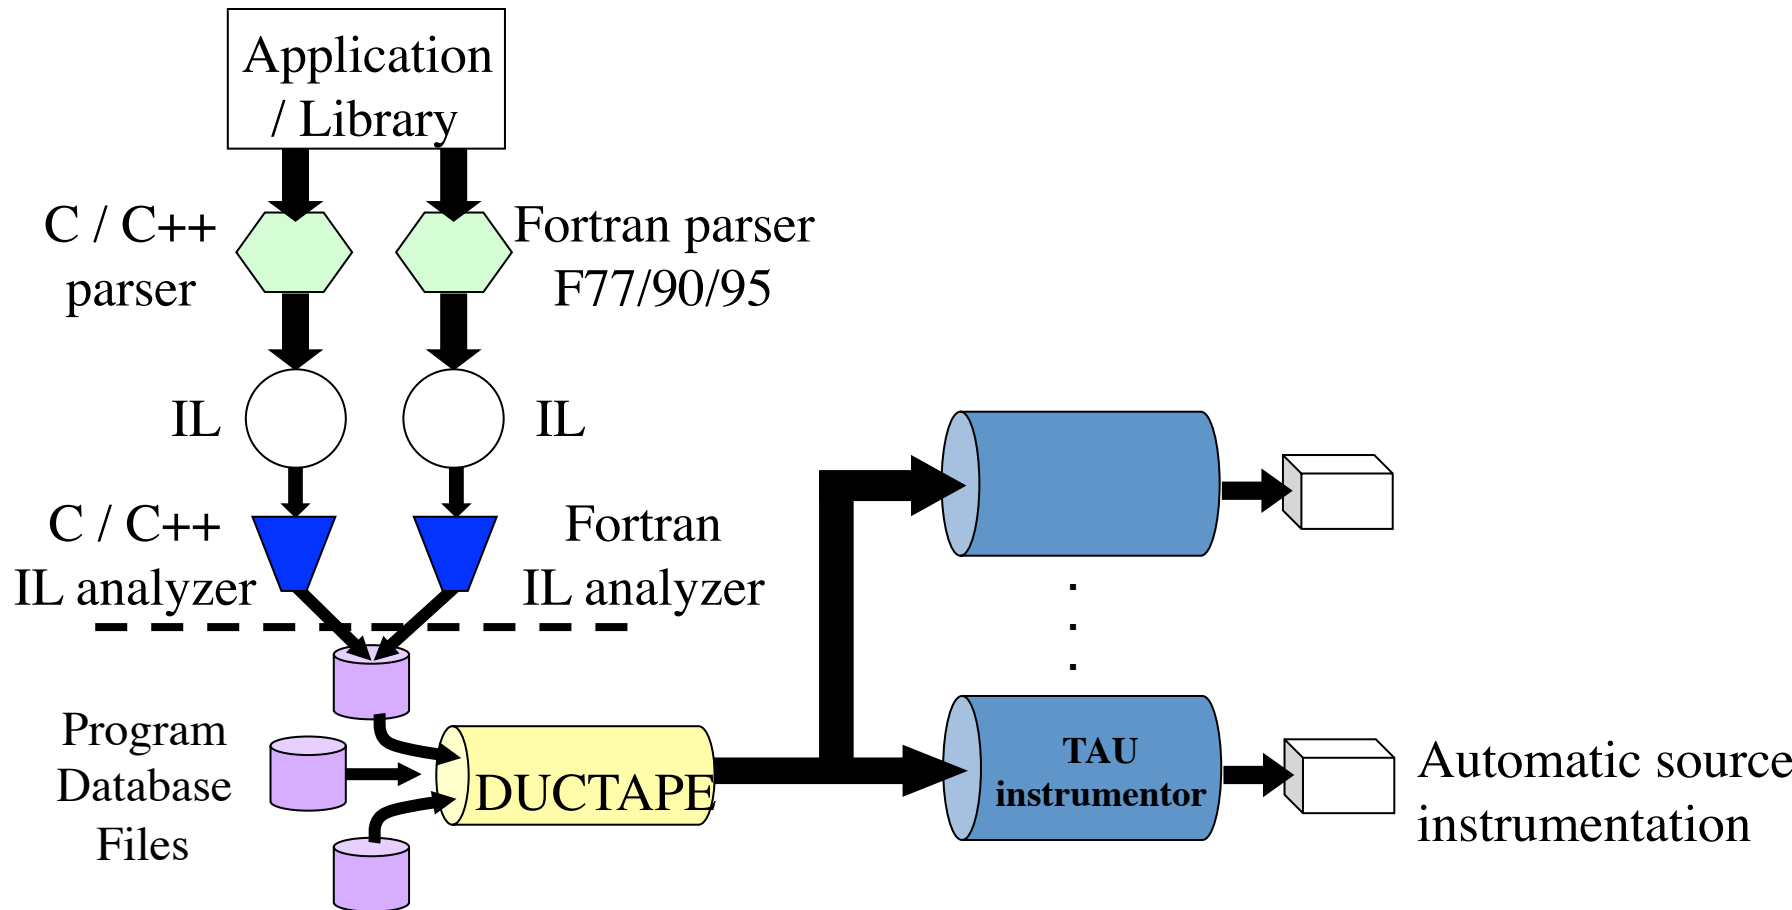 Application
/ Library
C / C++
parser
Fortran parser
F77/90/95
IL
IL
C / C++
IL analyzer
Fortran
IL analyzer
Program
Database
Files
DUCTAPE
TAU
instrumentor
Automatic source
instrumentation